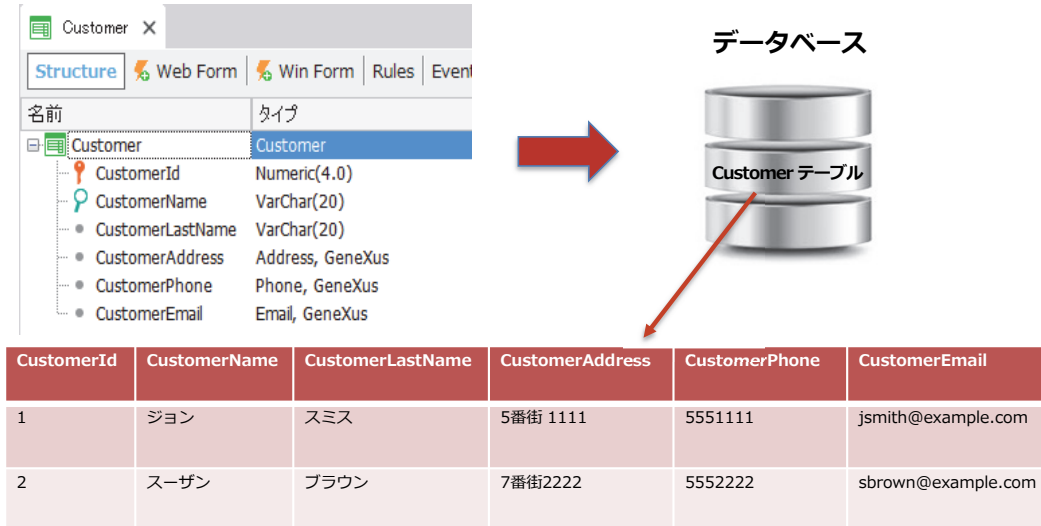 Customer
データベース
Structure Web Form Win Form Rules Event
名前 タイプ
Customer Customer
CustomerId Numeric(4.0)
CustomerName VarChar(20)
CustomerLastName VarChar(20)
CustomerAddress Address, GeneXus
CustomerPhone Phone, GeneXus
CustomerEmail Email, GeneXus
Customer テーブル
CustomerId CustomerName CustomerLastName CustomerAddress CustomerPhone CustomerEmail
1 ジョン スミス 5番街 1111 5551111 jsmith@example.com
2 スーザン ブラウン 7番街2222 5552222 sbrown@example.com